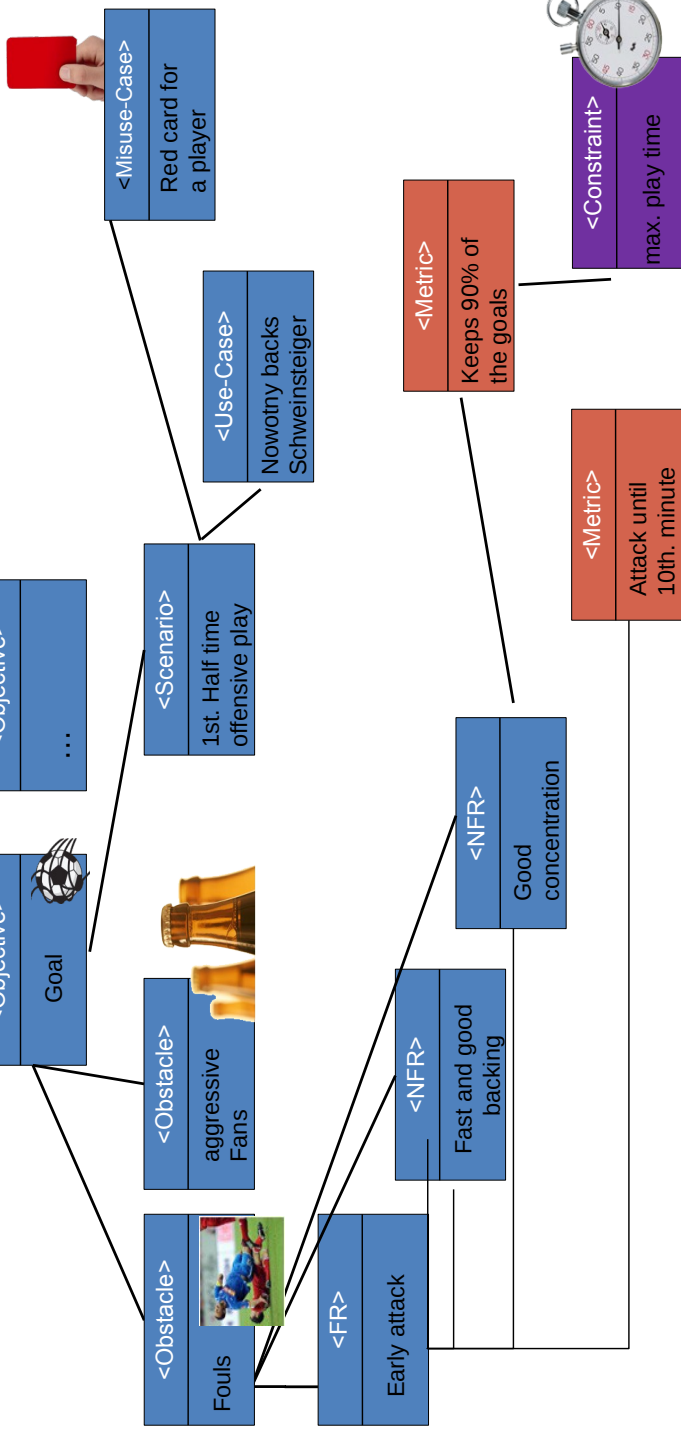 <Objective>
Goal
<Objective>
…
<Obstacle>
Fouls
<Obstacle>
aggressive
Fans
<Scenario>
1st. Half time
offensive play
<Misuse-Case>
Red card for
a player
<Use-Case>
Nowotny backs
Schweinsteiger
<FR>
Early attack
<NFR>
Fast and good
backing
<NFR>
Good
concentration
<Metric>
Keeps 90% of
the goals
<Metric>
Attack until
10th. minute
<Constraint>
max. play time